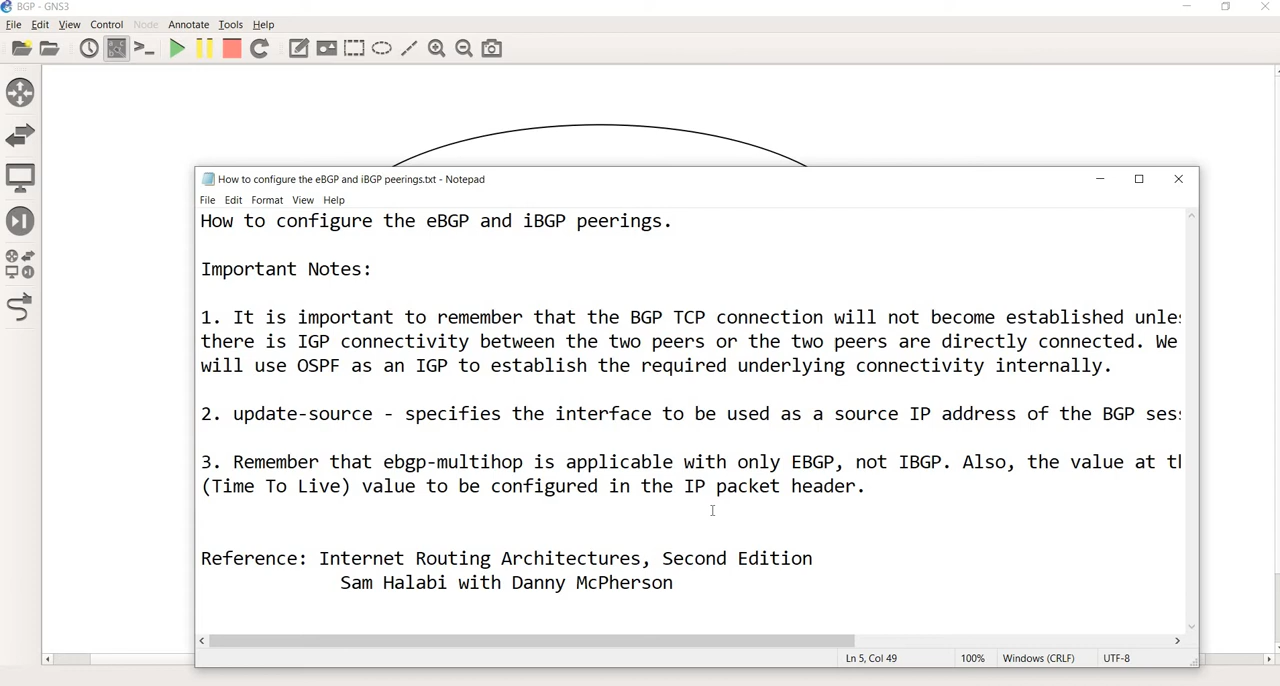 BGP - GNS3
File Edit View Control Node Annotate Tools Help
How to configure the eBGP and iBGP peerings.txt - Notepad
File Edit Format View Help
How to configure the eBGP and iBGP peerings.
Important Notes:
1. It is important to remember that the BGP TCP connection will not become established
there is IGP connectivity between the two peers or the two peers are directly connected. We
will use OSPF as an IGP to establish the required underlying connectivity internally.
2. update-source - specifies the interface to be used as a source IP address of the BGP
3. Remember that ebgp-multihop is applicable with only EBGP, not IBGP. Also, the value at
(Time To Live) value to be configured in the IP packet header.
Reference: Internet Routing Architectures, Second Edition
Sam Halabi with Danny McPherson
Ln 5, Col 49 100% Windows (CRLF) UTF-8